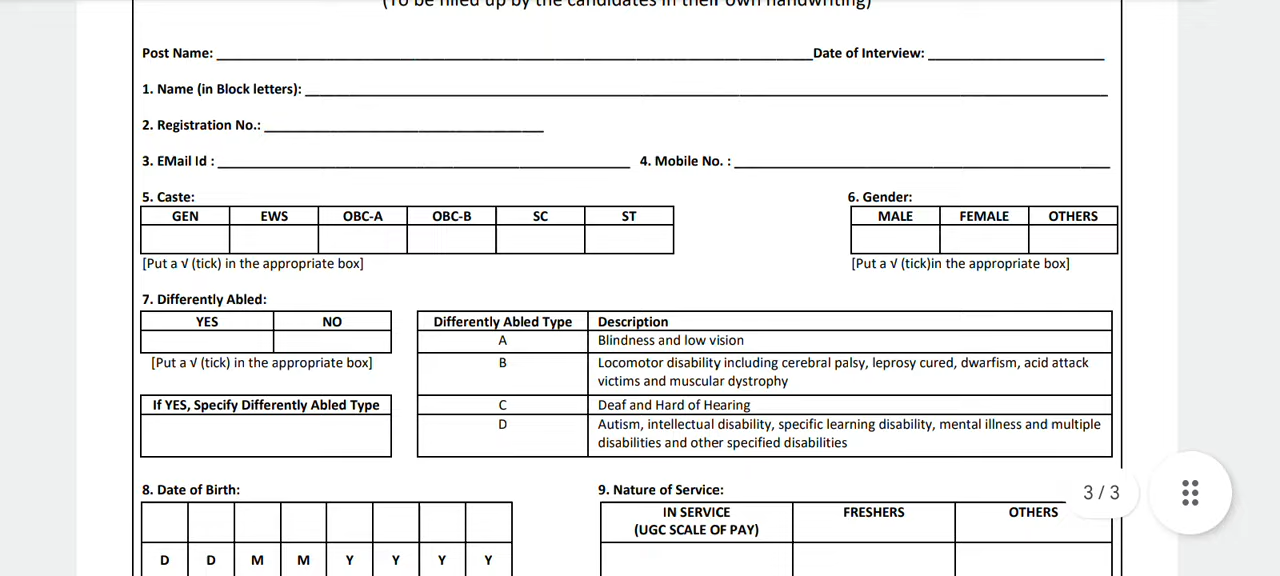 (To be filled up by the candidates in their own handwriting)
Post Name: Date of Interview:
1. Name (in Block letters):
2. Registration No.:
3. EMail Id : 4. Mobile No. :
5. Caste: 6. Gender:
GEN EWS OBC-A OBC-B SC ST MALE FEMALE OTHERS
[Put a √ (tick) in the appropriate box] [Put a √ (tick)in the appropriate box]
7. Differently Abled:
YES NO
[Put a √ (tick) in the appropriate box]
If YES, Specify Differently Abled Type
Differently Abled Type Description
A Blindness and low vision
B Locomotor disability including cerebral palsy, leprosy cured, dwarfism, acid attack
victims and muscular dystrophy
C Deaf and Hard of Hearing
D Autism, intellectual disability, specific learning disability, mental illness and multiple
disabilities and other specified disabilities
8. Date of Birth:
D D M M Y Y Y Y
9. Nature of Service:
IN SERVICE FRESHERS OTHERS
(UGC SCALE OF PAY)
3 / 3